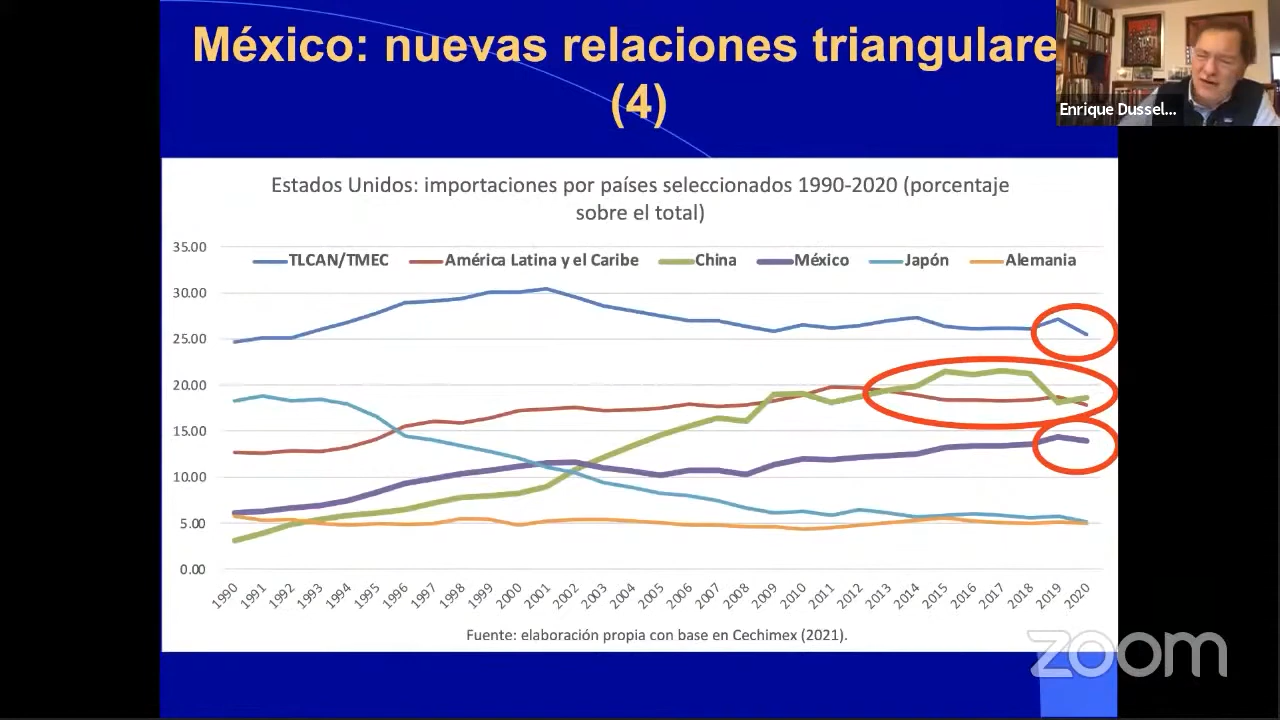 México: nuevas relaciones triangulare
(4)
Enrique Dussel...
Estados Unidos: importaciones por países seleccionados 1990-2020 (porcentaje
sobre el total)
35.00
TLCAN/TMEC América Latina y el Caribe China México Japón Alemania
30.00
25.00
20.00
15.00
10.00
5.00
0.00
1990 1991 1992 1993 1994 1995 1996 1997 1998 1999 2000 2001 2002 2003 2004 2005 2006 2007 2008 2009 2010 2011 2012 2013 2014 2015 2016 2017 2018 2019 2020
Fuente: elaboración propia con base en Cechimex (2021).
zoom